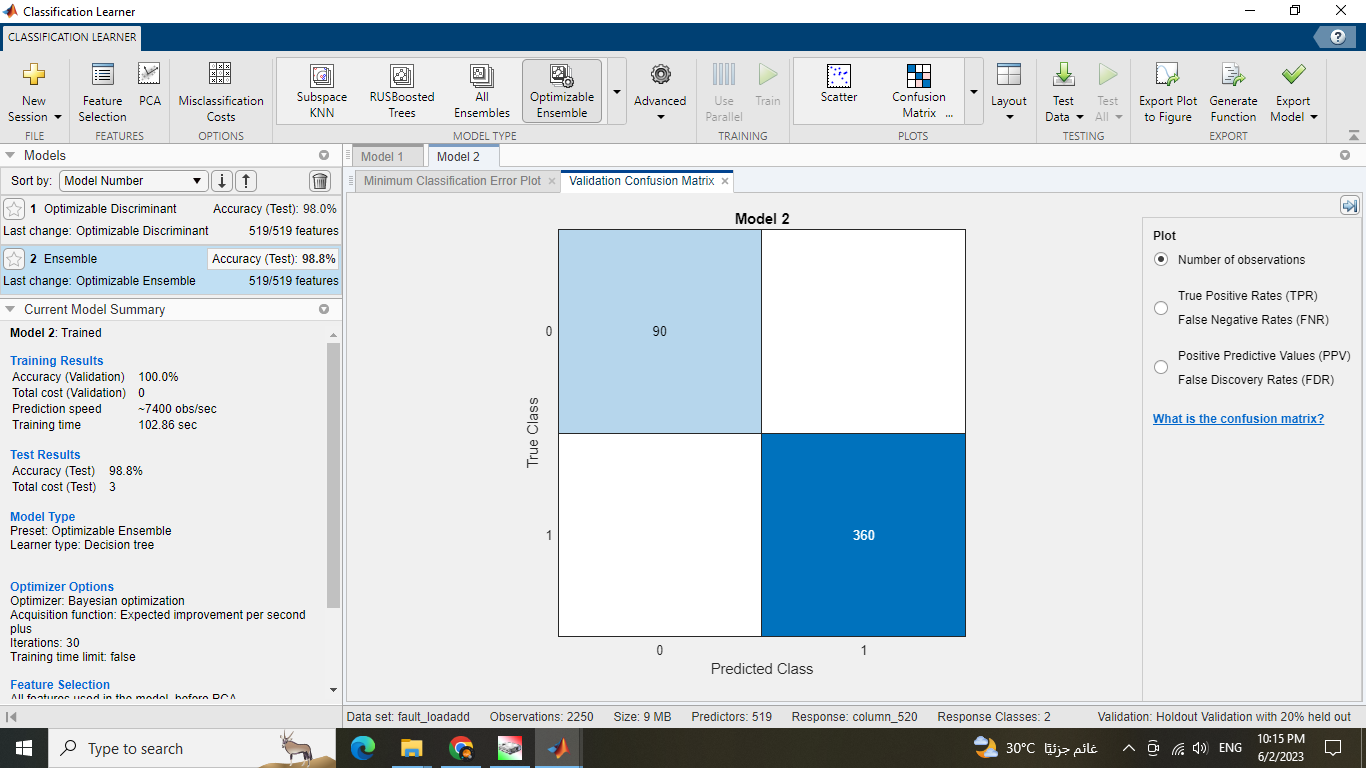 Classification Learner
CLASSIFICATION LEARNER
?
New Session
Feature Selection
PCA
Misclassification Costs
Subspace KNN
RUSBoosted Trees
All Ensembles
Optimizable Ensemble
Advanced
Use Parallel
Train
Scatter
Confusion Matrix ...
Layout
Test Data
Test All
Export Plot to Figure
Generate Function
Export Model
FILE
FEATURES
OPTIONS
MODEL TYPE
TRAINING
PLOTS
TESTING
EXPORT
Models
Sort by: Model Number
1 Optimizable Discriminant Accuracy (Test): 98.0%
Last change: Optimizable Discriminant 519/519 features
2 Ensemble Accuracy (Test): 98.8%
Last change: Optimizable Ensemble 519/519 features
Current Model Summary
Model 2: Trained
Training Results
Accuracy (Validation) 100.0%
Total cost (Validation) 0
Prediction speed ~7400 obs/sec
Training time 102.86 sec
Test Results
Accuracy (Test) 98.8%
Total cost (Test) 3
Model Type
Preset: Optimizable Ensemble
Learner type: Decision tree
Optimizer Options
Optimizer: Bayesian optimization
Acquisition function: Expected improvement per second
plus
Iterations: 30
Training time limit: false
Feature Selection
All features used in the model, before PCA
Model 1
Model 2
Minimum Classification Error Plot
Validation Confusion Matrix
Model 2
True Class
0
90
1
360
0
1
Predicted Class
Plot
Number of observations
True Positive Rates (TPR)
False Negative Rates (FNR)
Positive Predictive Values (PPV)
False Discovery Rates (FDR)
What is the confusion matrix?
Data set: fault_loadadd Observations: 2250 Size: 9 MB Predictors: 519 Response: column_520 Response Classes: 2 Validation: Holdout Validation with 20% held out
Type to search
30°C غائم جزئيًا
ENG
10:15 PM
6/2/2023